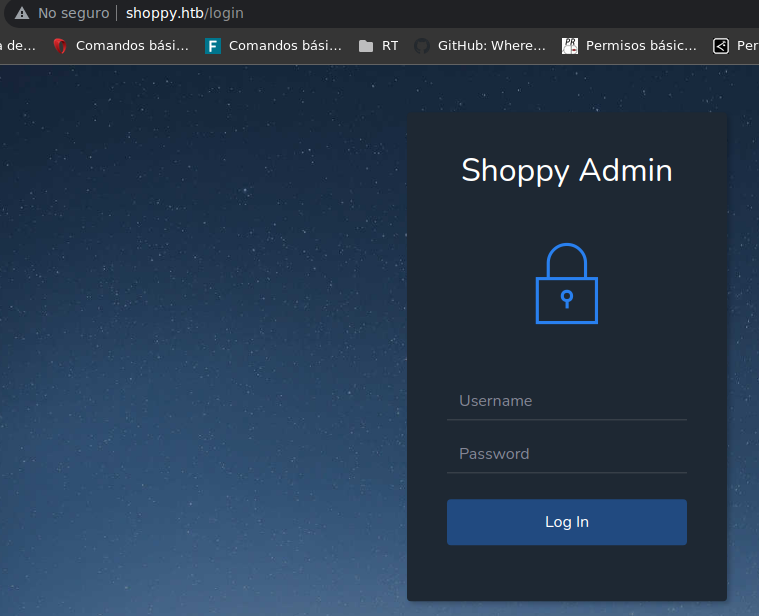 No seguro shoppy.htb/login
a de... Comandos bási... F Comandos bási... RT GitHub: Where... PR Permisos básic... Per
Shoppy Admin
Username
Password
Log In